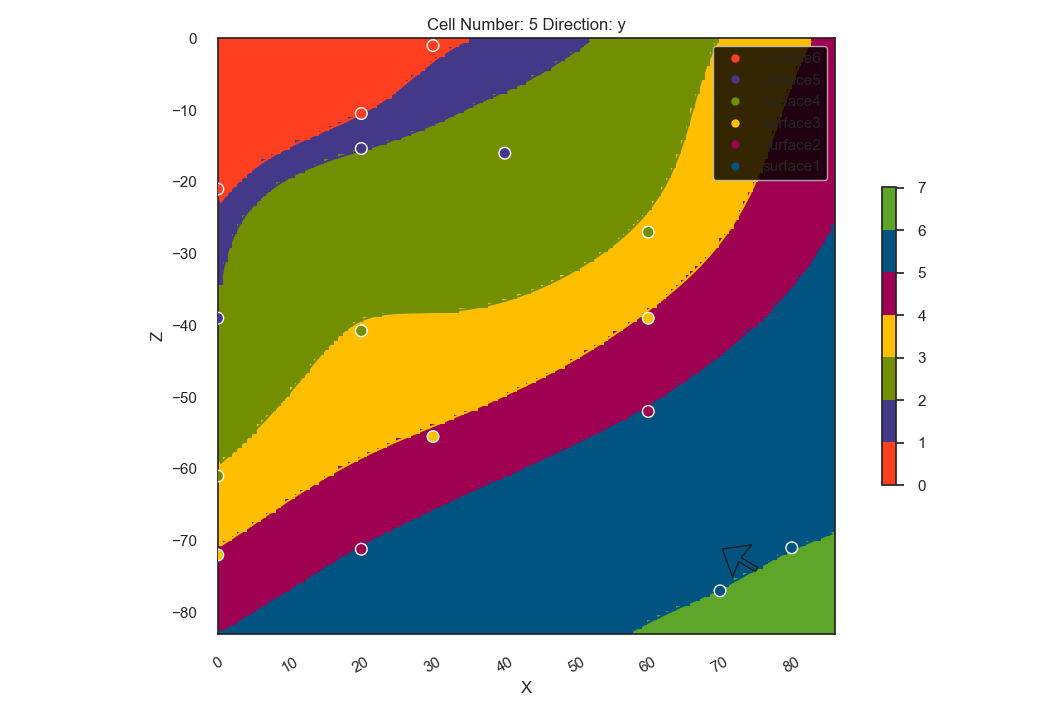 Cell Number: 5 Direction: y
surface6
surface5
surface4
surface3
surface2
surface1
0
−10
−20
−30
−40
−50
−60
−70
−80
Z
0
10
20
30
40
50
60
70
80
X
7
6
5
4
3
2
1
0